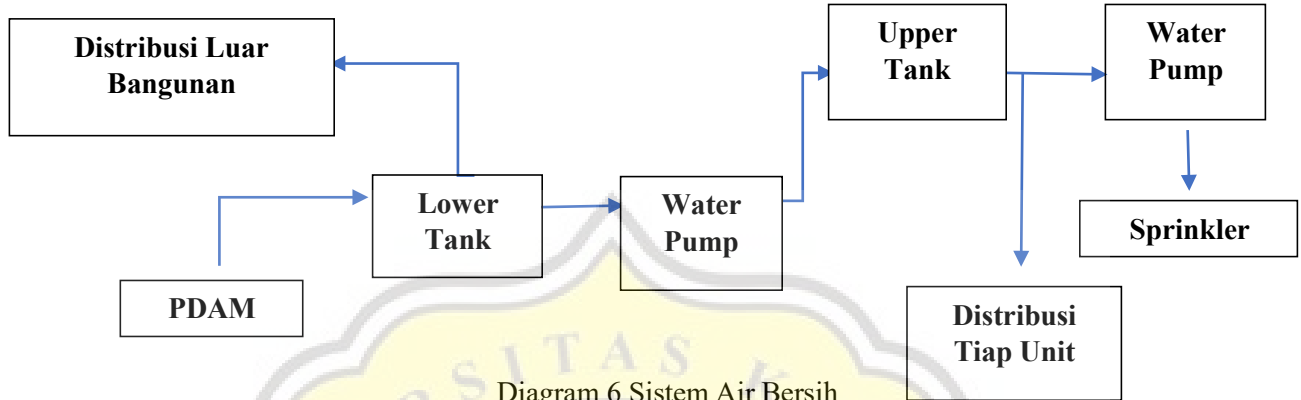 Distribusi Luar
Bangunan
Upper
Tank
Water
Pump
Lower
Tank
Water
Pump
Sprinkler
PDAM
Distribusi
Tiap Unit
SITAS K
Diagram 6 Sistem Air Bersih